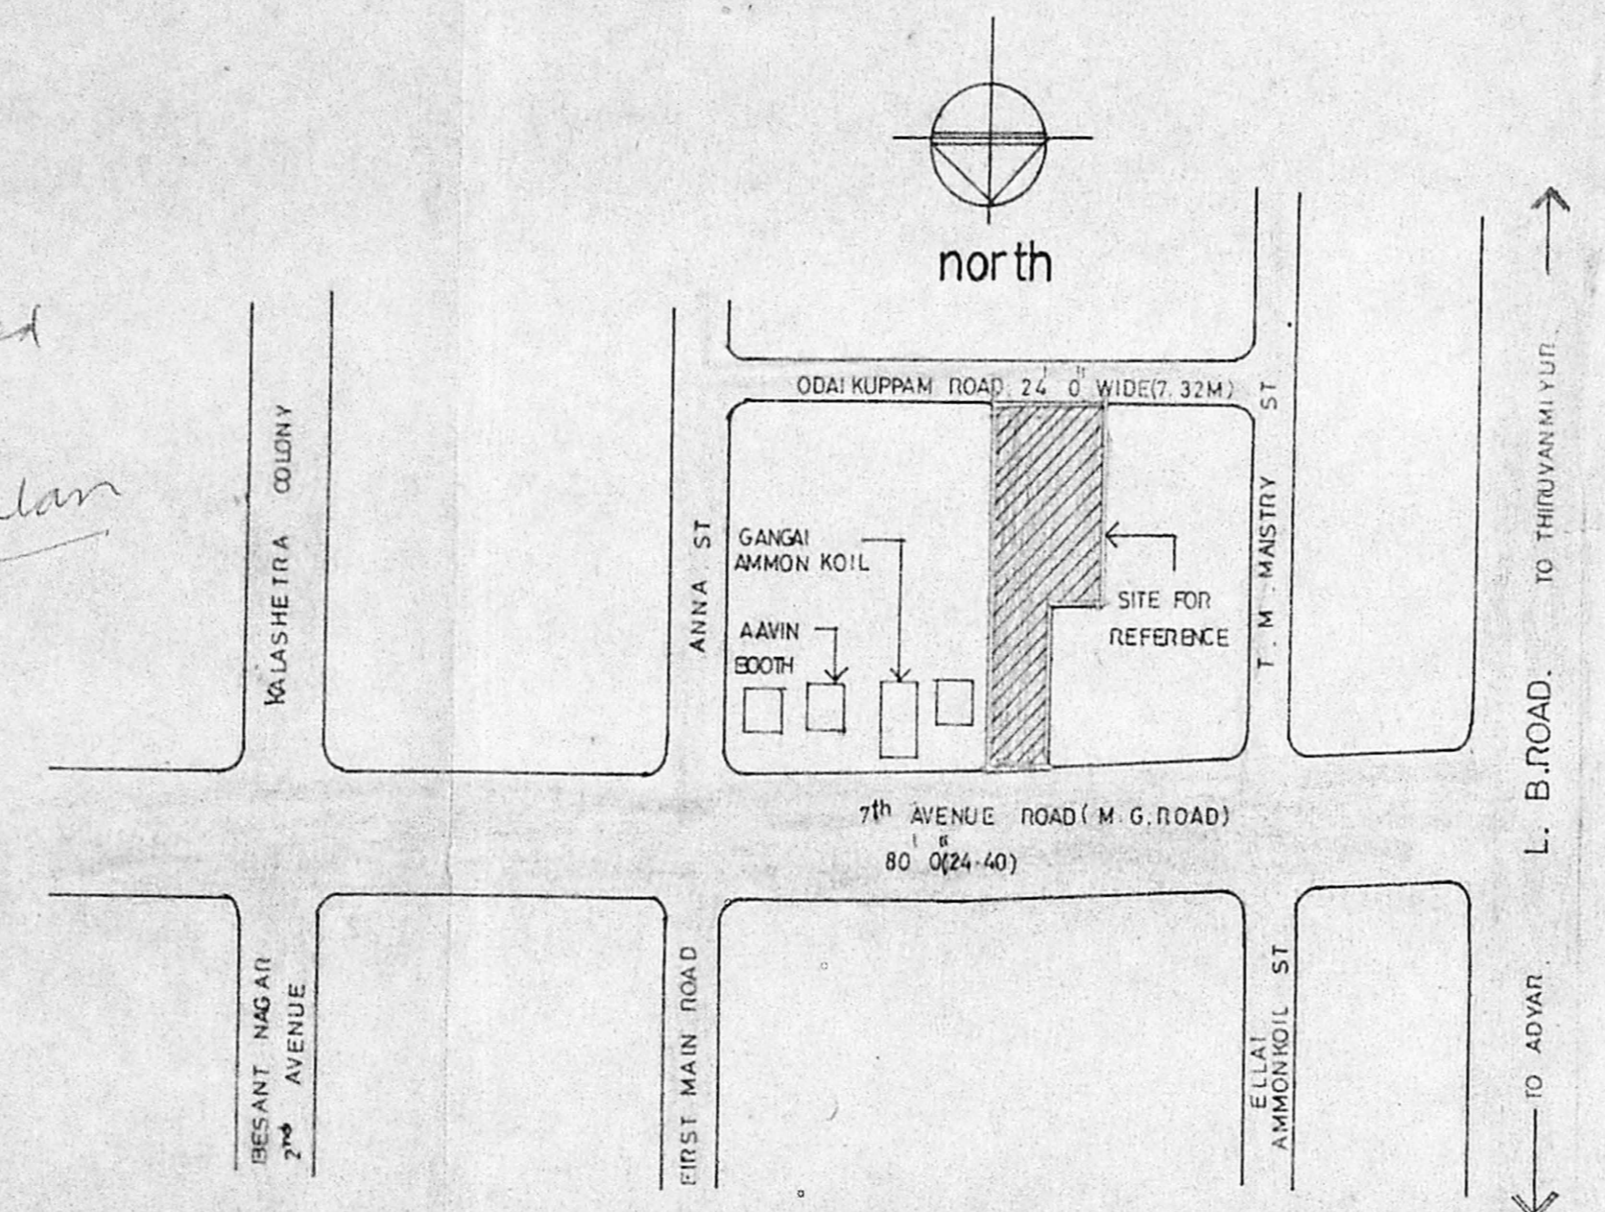 north
ODAI KUPPAM ROAD 24' 0" WIDE(7.32M)
KALASHETRA COLONY
ANNA ST
GANGAI
AMMON KOIL
AAVIN
BOOTH
SITE FOR
REFERENCE
T. M. MAISTRY ST
TO THIRUVANMIYUR
L. B. ROAD.
TO ADYAR
7th AVENUE ROAD( M. G. ROAD)
80' 0"(24.40)
BESANT NAGAR
2nd AVENUE
FIRST MAIN ROAD
ELLAI
AMMONKOIL ST